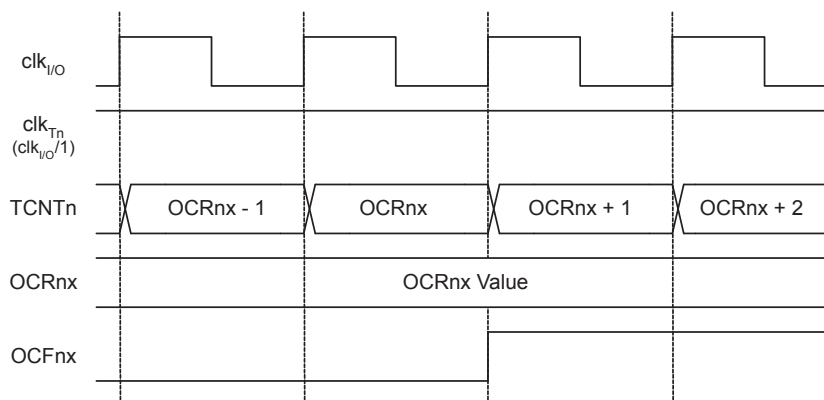 clkI/O
clkTn
(clkI/O/1)
TCNTn
OCRnx - 1
OCRnx
OCRnx + 1
OCRnx + 2
OCRnx
OCRnx Value
OCFnx